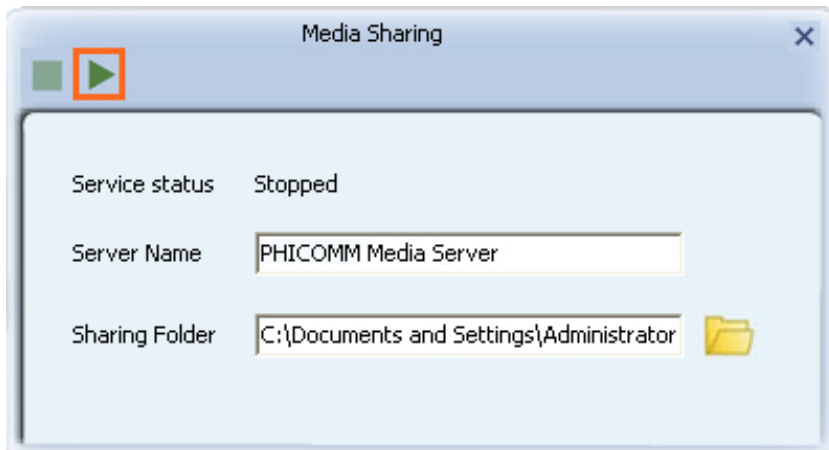 Media Sharing
Service status Stopped
Server Name PHICOMM Media Server
Sharing Folder C:\Documents and Settings\Administrator